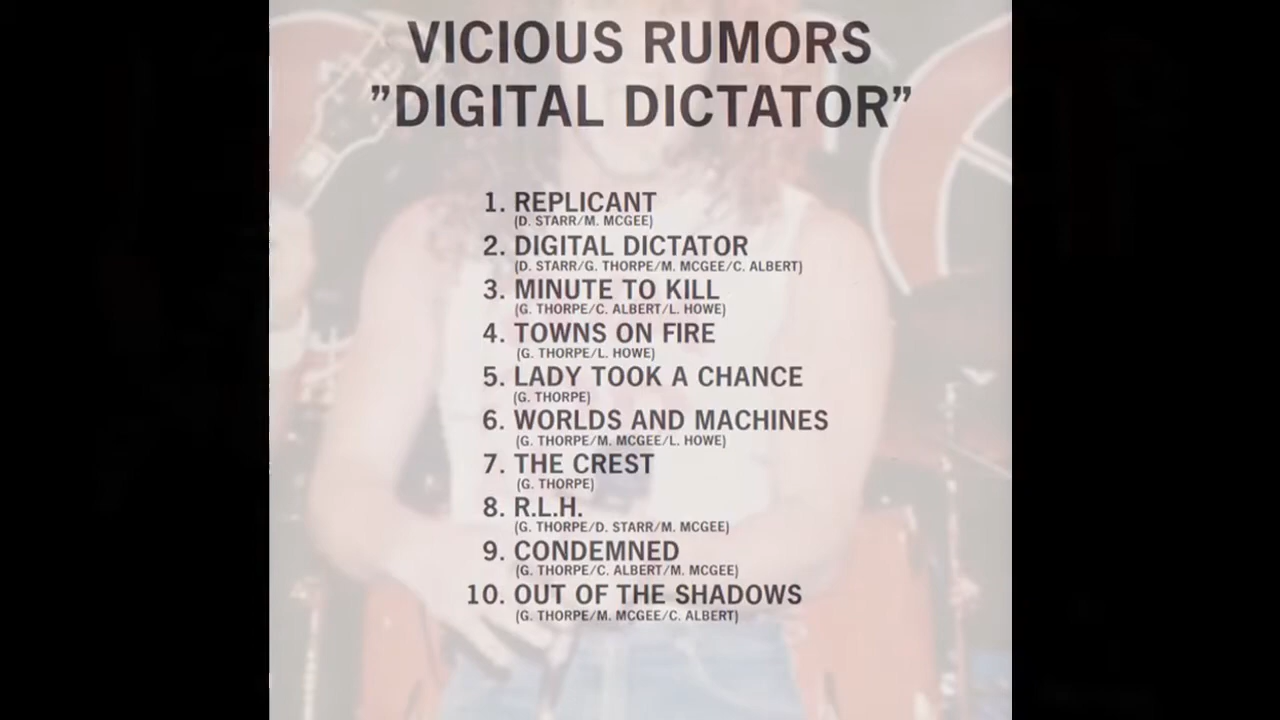 VICIOUS RUMORS
”DIGITAL DICTATOR”
1. REPLICANT
(D. STARR/M. MCGEE)
2. DIGITAL DICTATOR
(D. STARR/G. THORPE/M. MCGEE/C. ALBERT)
3. MINUTE TO KILL
(G. THORPE/C. ALBERT/L. HOWE)
4. TOWNS ON FIRE
(G. THORPE/L. HOWE)
5. LADY TOOK A CHANCE
(G. THORPE)
6. WORLDS AND MACHINES
(G. THORPE/M. MCGEE/L. HOWE)
7. THE CREST
(G. THORPE)
8. R.L.H.
(G. THORPE/D. STARR/M. MCGEE)
9. CONDEMNED
(G. THORPE/C. ALBERT/M. MCGEE)
10. OUT OF THE SHADOWS
(G. THORPE/M. MCGEE/C. ALBERT)